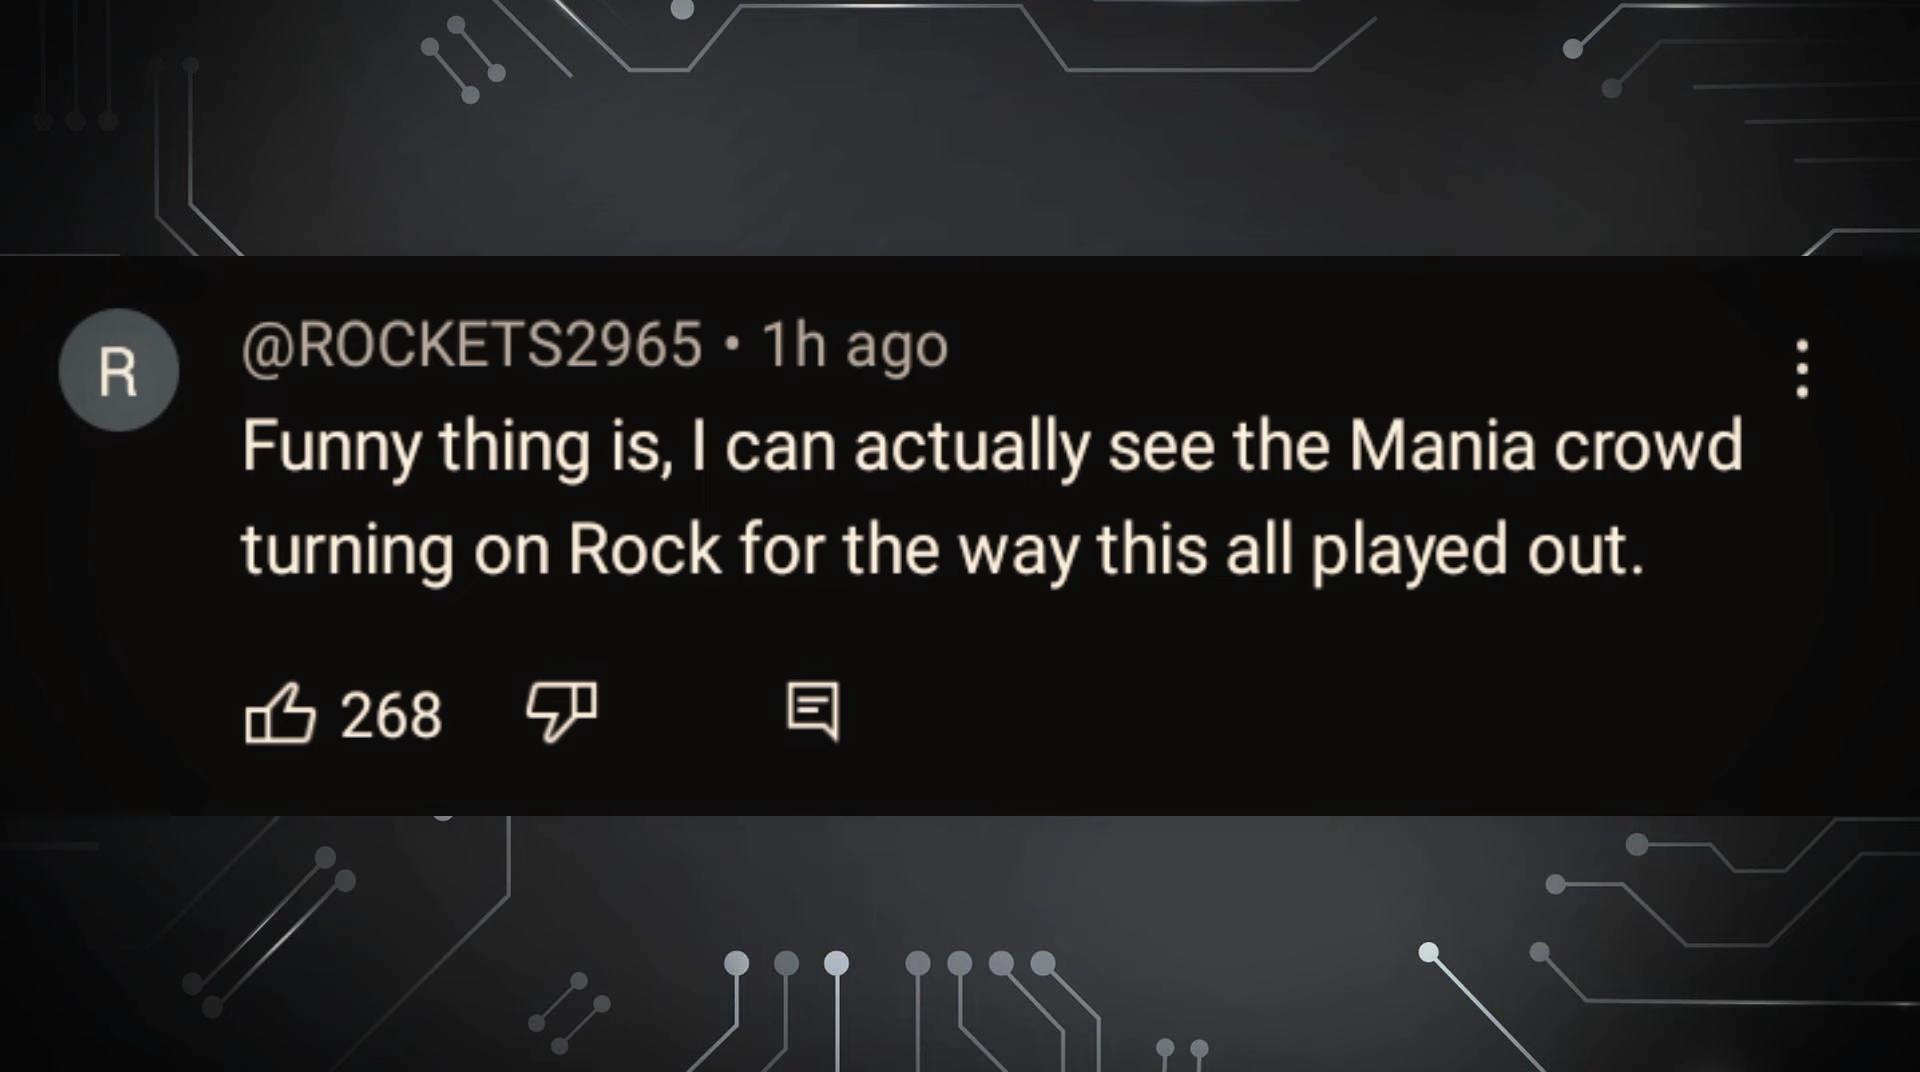 R
@ROCKETS2965 • 1h ago
Funny thing is, I can actually see the Mania crowd
turning on Rock for the way this all played out.
268